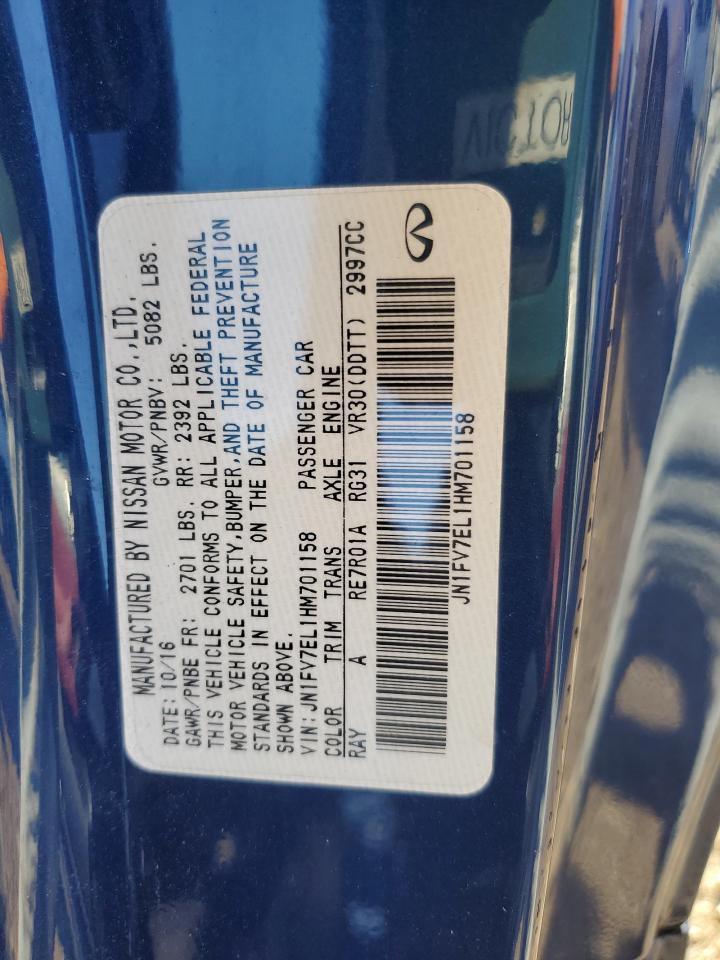 MANUFACTURED BY NISSAN MOTOR CO.,LTD.
DATE: 10/16 GVWR/PNBV: 5082 LBS.
GAWR/PNBE FR: 2701 LBS. RR: 2392 LBS.
THIS VEHICLE CONFORMS TO ALL APPLICABLE FEDERAL
MOTOR VEHICLE SAFETY,BUMPER,AND THEFT PREVENTION
STANDARDS IN EFFECT ON THE DATE OF MANUFACTURE
SHOWN ABOVE.
VIN: JN1FV7EL1HM701158 PASSENGER CAR
COLOR TRIM TRANS AXLE ENGINE
RAY A RE7R01A RG31 VR30(DDTT) 2997CC
JN1FV7EL1HM701158